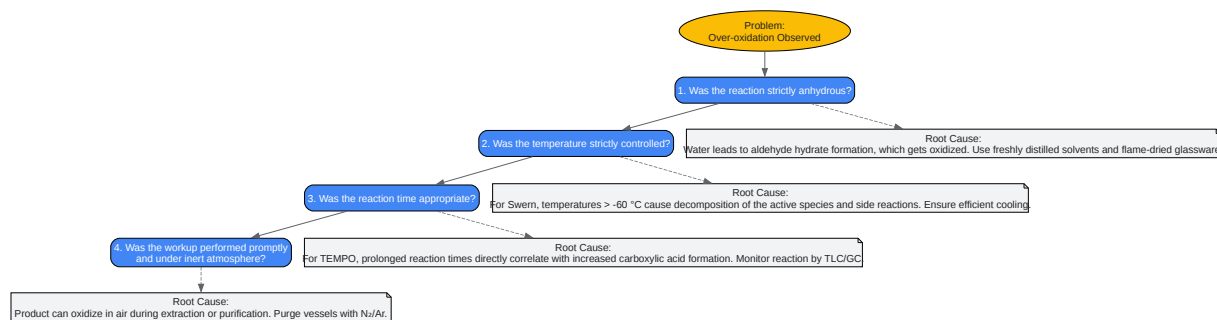 Problem:
Over-oxidation Observed
1. Was the reaction strictly anhydrous?
Root Cause:
Water leads to aldehyde hydrate formation, which gets oxidized. Use freshly distilled solvents and flame-dried glassware
2. Was the temperature strictly controlled?
Root Cause:
For Swern, temperatures > -60 °C cause decomposition of the active species and side reactions. Ensure efficient cooling.
3. Was the reaction time appropriate?
Root Cause:
For TEMPO, prolonged reaction times directly correlate with increased carboxylic acid formation. Monitor reaction by TLC/GC.
4. Was the workup performed promptly
and under inert atmosphere?
Root Cause:
Product can oxidize in air during extraction or purification. Purge vessels with N₂/Ar.